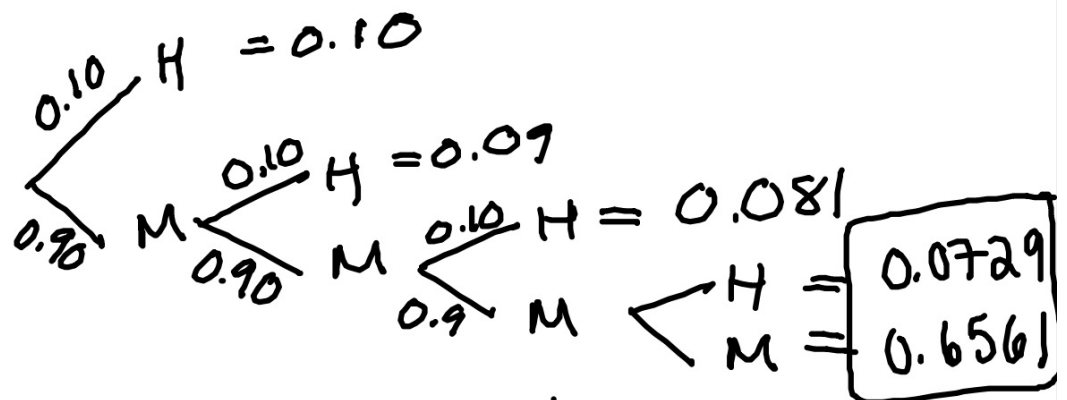 0.10 H = 0.10
0.10 H = 0.09
0.90 M 0.10 H = 0.081
0.90 M H = 0.0729
0.9 M M = 0.6561